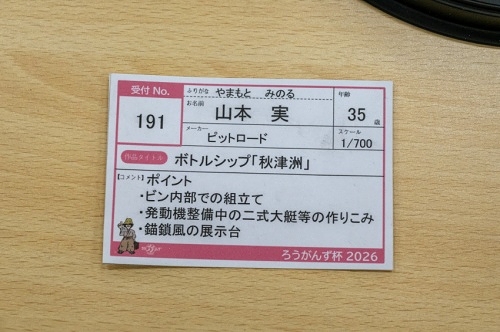 受付 No.
191
ふりがな やまもと みのる
お名前 山本 実
年齢
35 歳
メーカー
ピットロード
スケール
1/700
作品タイトル ボトルシップ「秋津洲」
【コメント】ポイント
・ビン内部での組立て
・発動機整備中の二式大艇等の作りこみ
・錨鎖風の展示台
ろうがんず杯 2026